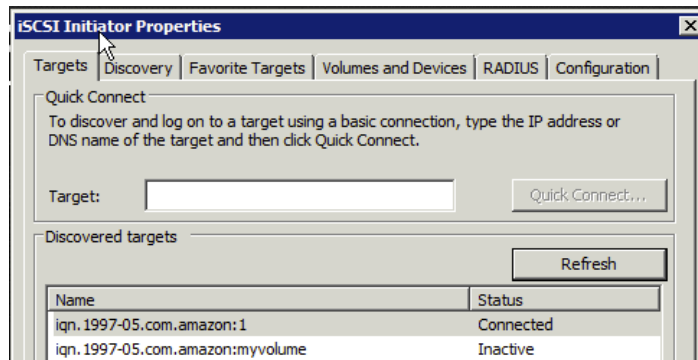 iSCSI Initiator Properties
Targets Discovery Favorite Targets Volumes and Devices RADIUS Configuration
Quick Connect
To discover and log on to a target using a basic connection, type the IP address or
DNS name of the target and then click Quick Connect.
Target: Quick Connect...
Discovered targets
Refresh
Name Status
iqn.1997-05.com.amazon:1 Connected
iqn.1997-05.com.amazon:myvolume Inactive